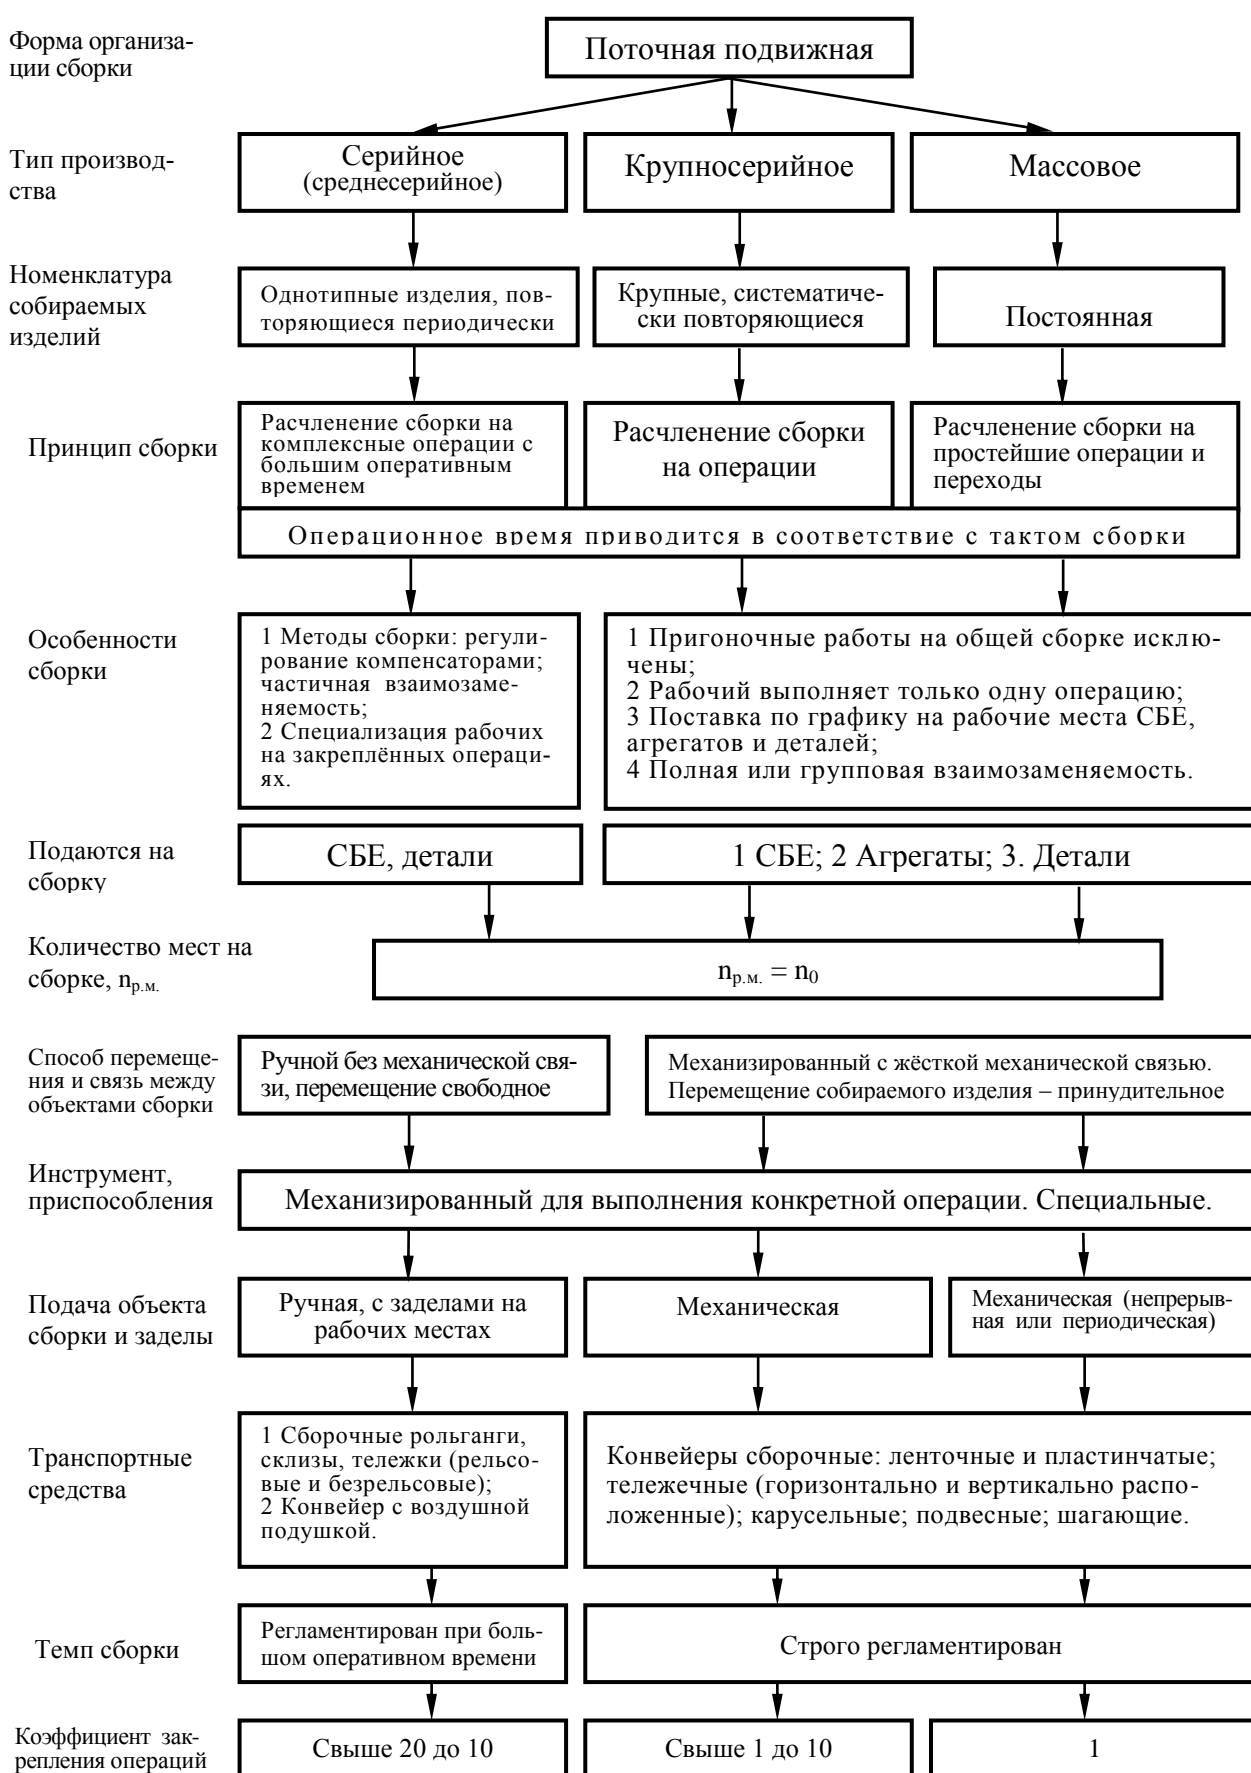 Форма организа-
ции сборки
Поточная подвижная
Тип производ-
ства
Серийное
(среднесерийное)
Крупносерийное
Массовое
Номенклатура
собираемых
изделий
Однотипные изделия, пов-
торяющиеся периодически
Крупные, систематиче-
ски повторяющиеся
Постоянная
Принцип сборки
Расчленение сборки на
комплексные операции с
большим оперативным
временем
Расчленение сборки
на операции
Расчленение сборки на
простейшие операции и
переходы
Операционное время приводится в соответствие с тактом сборки
Особенности
сборки
1 Методы сборки: регули-
рование компенсаторами;
частичная взаимозаме-
няемость;
2 Специализация рабочих
на закреплённых операци-
ях.
1 Пригоночные работы на общей сборке исклю-
чены;
2 Рабочий выполняет только одну операцию;
3 Поставка по графику на рабочие места СБЕ,
агрегатов и деталей;
4 Полная или групповая взаимозаменяемость.
Подаются на
сборку
СБЕ, детали
1 СБЕ; 2 Агрегаты; 3. Детали
Количество мест на
сборке, nр.м.
nр.м. = n0
Способ перемеще-
ния и связь между
объектами сборки
Ручной без механической свя-
зи, перемещение свободное
Механизированный с жёсткой механической связью.
Перемещение собираемого изделия – принудительное
Инструмент,
приспособления
Механизированный для выполнения конкретной операции. Специальные.
Подача объекта
сборки и заделы
Ручная, с заделами на
рабочих местах
Механическая
Механическая (непрерыв-
ная или периодическая)
Транспортные
средства
1 Сборочные рольганги,
склизы, тележки (рельсо-
вые и безрельсовые);
2 Конвейер с воздушной
подушкой.
Конвейеры сборочные: ленточные и пластинчатые;
тележечные (горизонтально и вертикально распо-
ложенные); карусельные; подвесные; шагающие.
Темп сборки
Регламентирован при боль-
шом оперативном времени
Строго регламентирован
Коэффициент зак-
репления операций
Свыше 20 до 10
Свыше 1 до 10
1